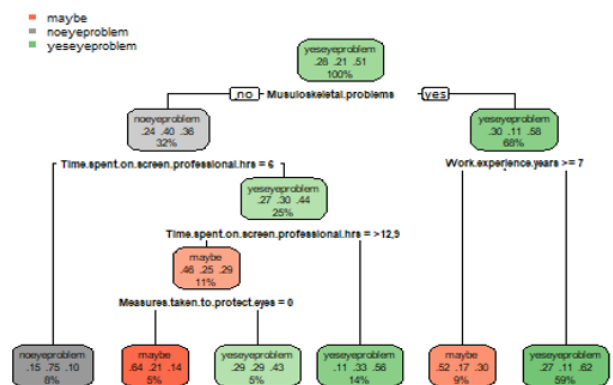 maybe
noeyeproblem
yeseyeproblem
yeseyeproblem
.28 .21 .51
100%
no Musuloskeletal.problems yes
noeyeproblem
.24 .40 .36
32%
yeseyeproblem
.30 .11 .58
68%
Time.spent.on.screen.professional.hrs = 6
Work.experience.years >= 7
yeseyeproblem
.27 .30 .44
25%
Time.spent.on.screen.professional.hrs = >12,9
maybe
.46 .25 .29
11%
Measures.taken.to.protect.eyes = 0
noeyeproblem
.15 .75 .10
8%
maybe
.64 .21 .14
5%
yeseyeproblem
.29 .29 .43
5%
yeseyeproblem
.11 .33 .56
14%
maybe
.52 .17 .30
9%
yeseyeproblem
.27 .11 .62
59%